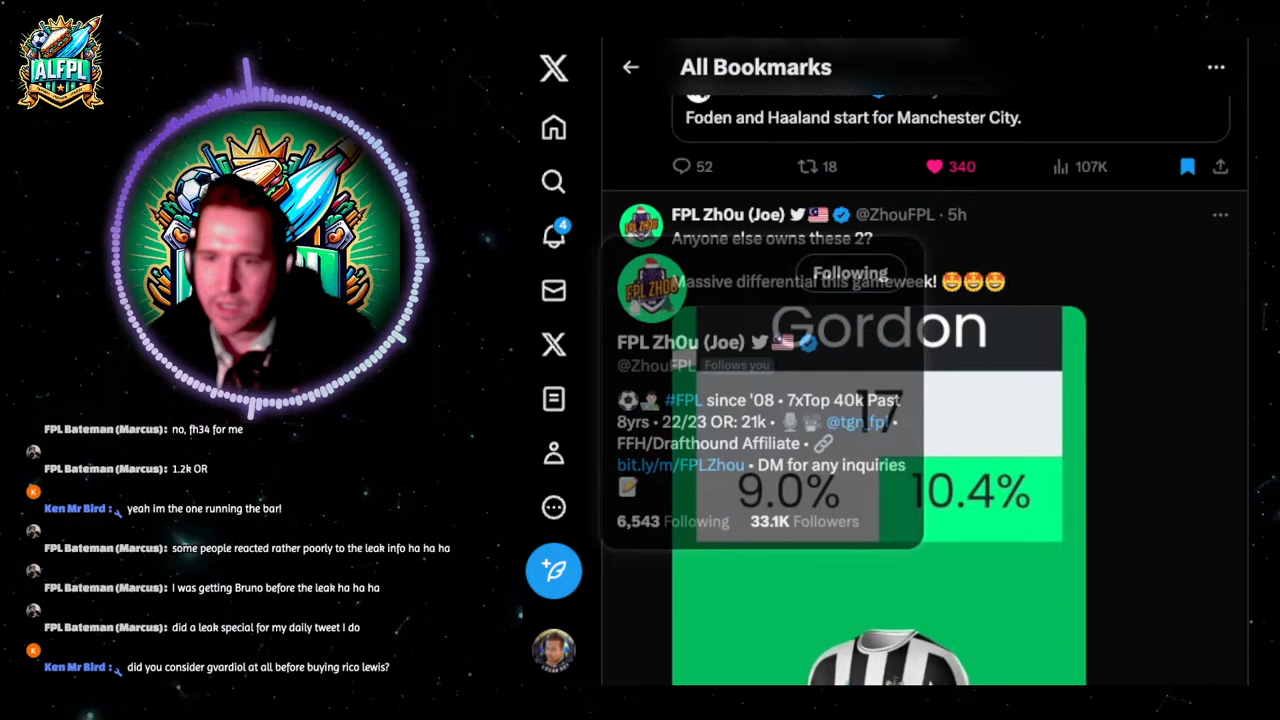 ALFPL
FPL Bateman (Marcus): no, fh34 for me
FPL Bateman (Marcus): 1.2k OR
K
Ken Mr Bird : yeah im the one running the bar!
FPL Bateman (Marcus): some people reacted rather poorly to the leak info ha ha ha
FPL Bateman (Marcus): I was getting Bruno before the leak ha ha ha
FPL Bateman (Marcus): did a leak special for my daily tweet I do
K
Ken Mr Bird : did you consider gvardiol at all before buying rico lewis?
4
All Bookmarks
Foden and Haaland start for Manchester City.
52 18 340 107K
FPL Zh0u (Joe) @ZhouFPL · 5h
Anyone else owns these 2?
Massive differential this gameweek! 🤩🤩🤩
Following
FPL ZHOU
FPL Zh0u (Joe)
@ZhouFPL Follows you
#FPL since '08 • 7xTop 40k Past
8yrs • 22/23 OR: 21k • @tgn_fpl •
FFH/Drafthound Affiliate •
bit.ly/m/FPLZhou • DM for any inquiries
6,543 Following 33.1K Followers
Gordon
17
9.0% 10.4%